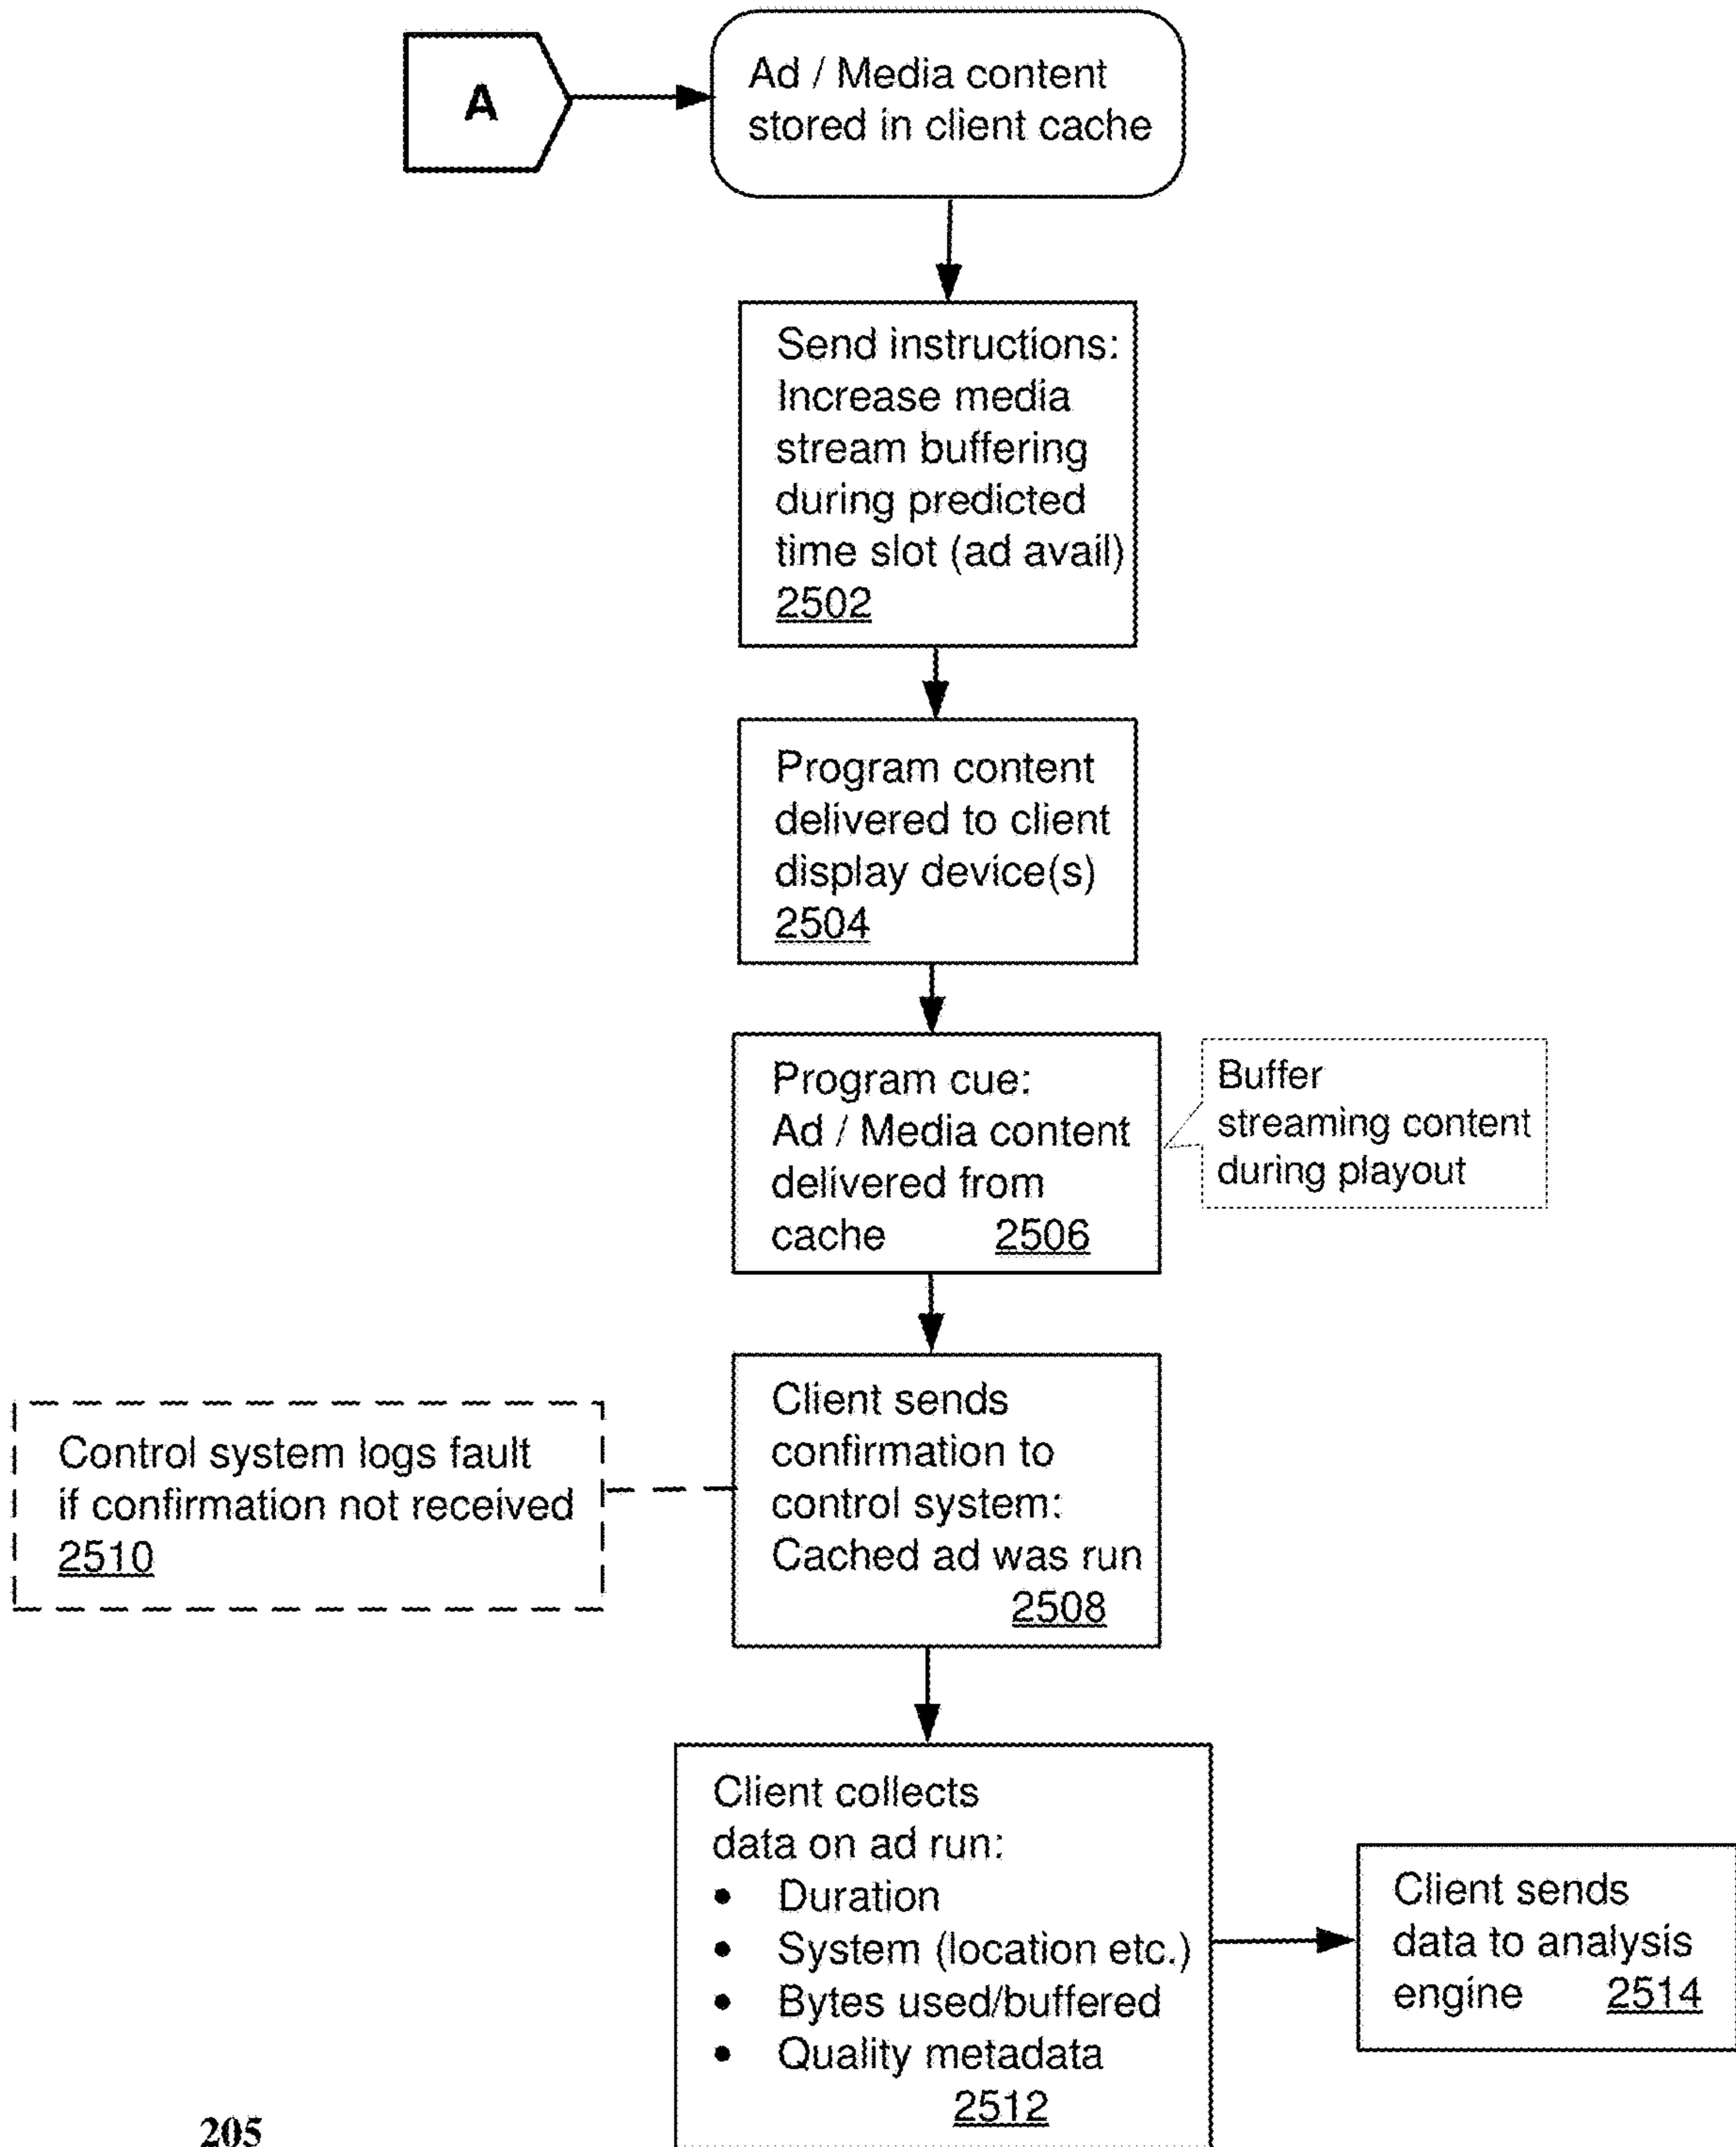 A
Ad / Media content
stored in client cache
Send instructions:
Increase media
stream buffering
during predicted
time slot (ad avail)
2502
Program content
delivered to client
display device(s)
2504
Program cue:
Ad / Media content
delivered from
cache 2506
Buffer
streaming content
during playout
Client sends
confirmation to
control system:
Cached ad was run
2508
Control system logs fault
if confirmation not received
2510
Client collects
data on ad run:
• Duration
• System (location etc.)
• Bytes used/buffered
• Quality metadata
2512
Client sends
data to analysis
engine 2514
205